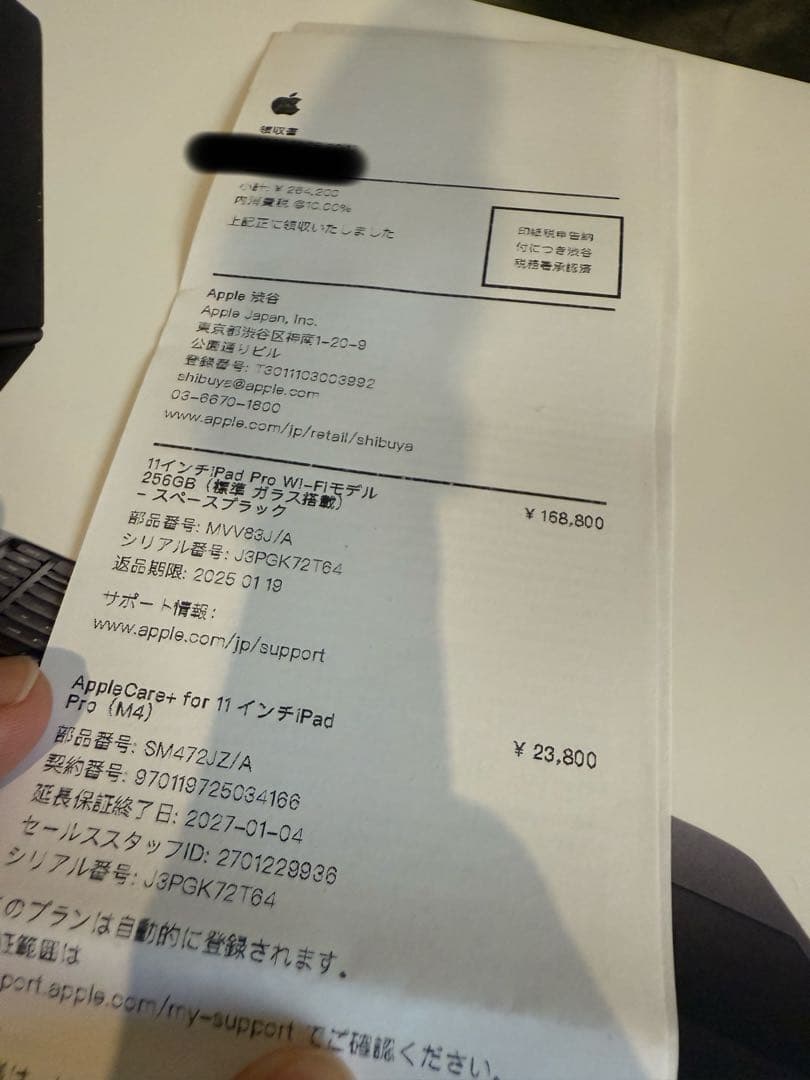 領収書
小計: ¥ 264,200
内消費税 @10.00%
上記正に領収いたしました
印紙税申告納
付につき渋谷
税務署承認済
Apple 渋谷
Apple Japan, Inc.
東京都渋谷区神南1-20-9
公園通りビル
登録番号: T3011103003992
shibuya@apple.com
03-6670-1800
www.apple.com/jp/retail/shibuya
11インチiPad Pro Wi-Fiモデル
256GB（標準 ガラス搭載）
- スペースブラック
¥ 168,800
部品番号: MVV83J/A
シリアル番号: J3PGK72T64
返品期限: 2025 01 19
サポート情報:
www.apple.com/jp/support
AppleCare+ for 11 インチiPad
Pro（M4）
¥ 23,800
部品番号: SM472JZ/A
契約番号: 970119725034166
延長保証終了日: 2027-01-04
セールススタッフID: 2701229936
シリアル番号: J3PGK72T64
のプランは自動的に登録されます。
証範囲は
port.apple.com/my-support でご確認ください。